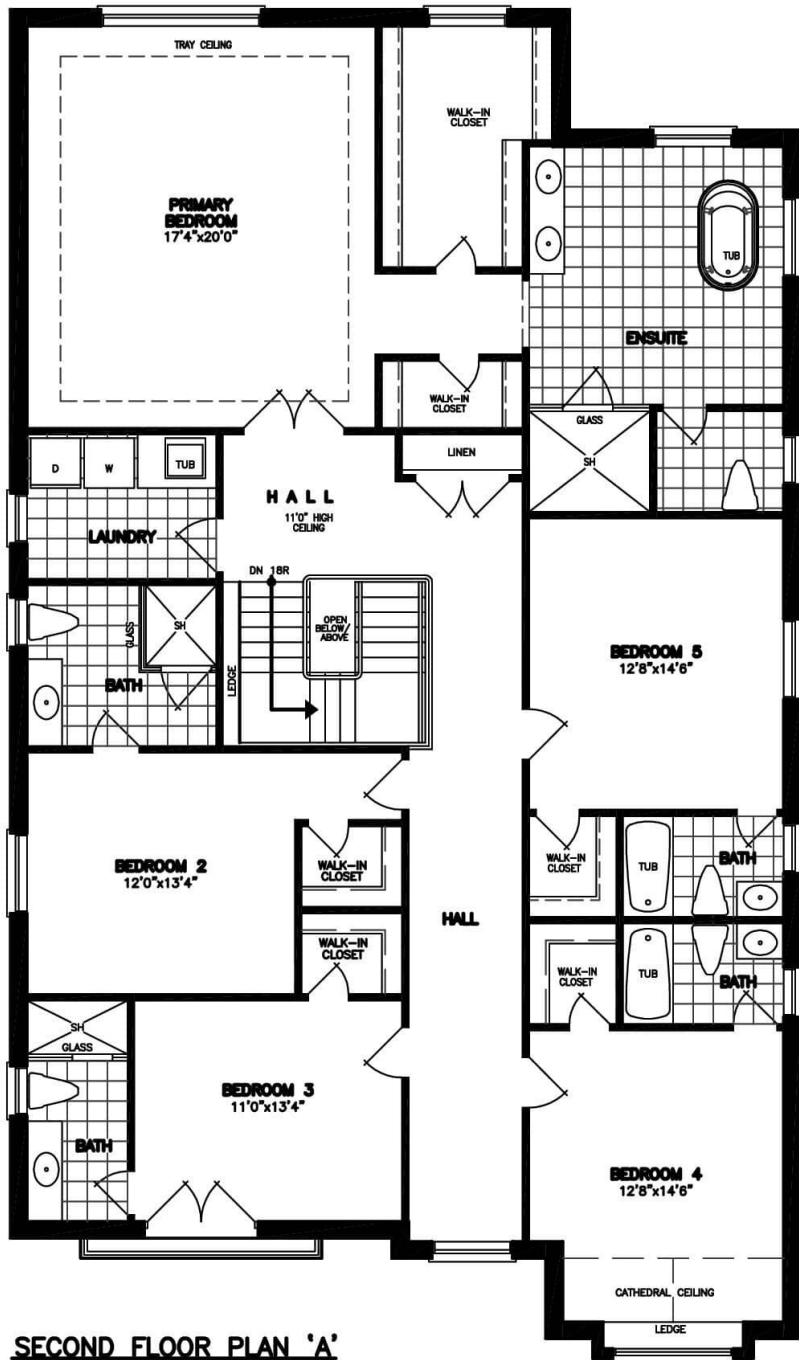 TRAY CEILING
WALK-IN
CLOSET
PRIMARY
BEDROOM
17'4"x20'0"
TUB
ENSUITE
WALK-IN
CLOSET
GLASS
SH
LINEN
D
W
TUB
HALL
11'0" HIGH
CEILING
LAUNDRY
DN 18R
OPEN
BELOW/
ABOVE
GLASS
SH
BATH
LEDGE
BEDROOM 5
12'8"x14'6"
BEDROOM 2
12'0"x13'4"
WALK-IN
CLOSET
WALK-IN
CLOSET
TUB
BATH
HALL
WALK-IN
CLOSET
WALK-IN
CLOSET
TUB
BATH
SH
GLASS
BEDROOM 3
11'0"x13'4"
BATH
BEDROOM 4
12'8"x14'6"
CATHEDRAL CEILING
LEDGE
SECOND FLOOR PLAN 'A'